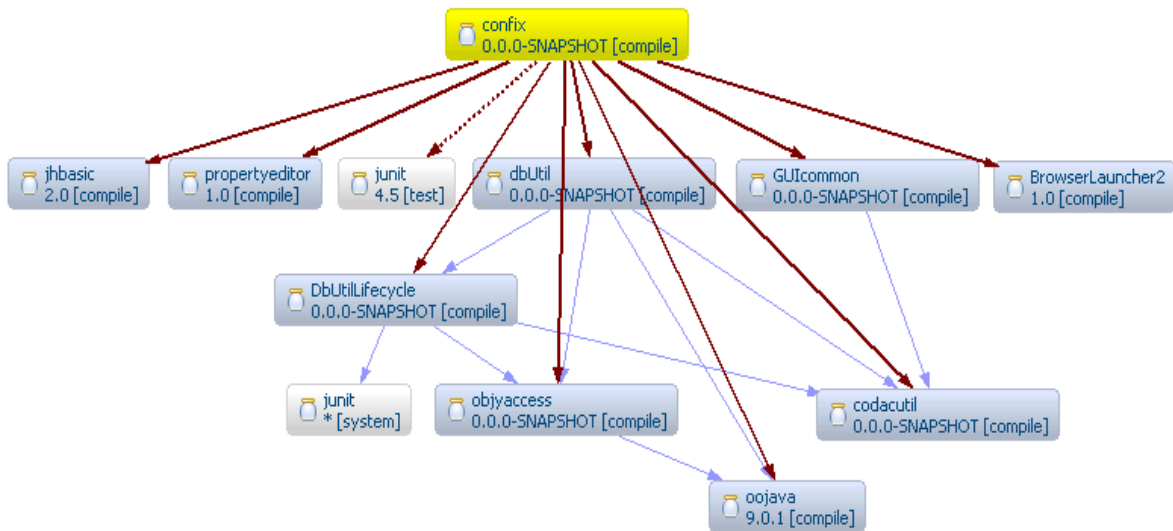 confix
0.0.0-SNAPSHOT [compile]
jhbasic
2.0 [compile]
propertyeditor
1.0 [compile]
junit
4.5 [test]
dbUtil
0.0.0-SNAPSHOT [compile]
GUIcommon
0.0.0-SNAPSHOT [compile]
BrowserLauncher2
1.0 [compile]
DbUtilLifecycle
0.0.0-SNAPSHOT [compile]
junit
* [system]
objyaccess
0.0.0-SNAPSHOT [compile]
codacutil
0.0.0-SNAPSHOT [compile]
oojava
9.0.1 [compile]